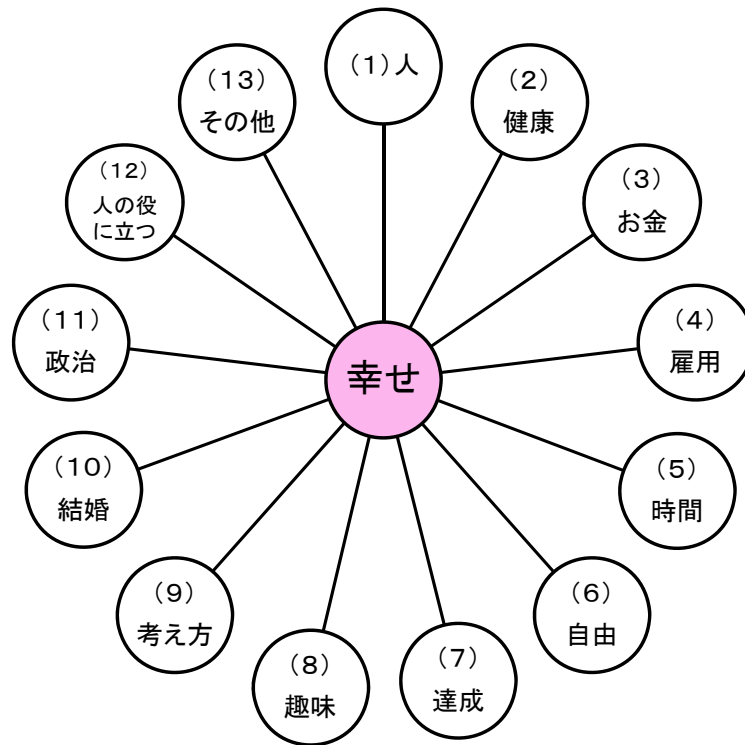 幸せ
（１）人
（２）
健康
（３）
お金
（４）
雇用
（５）
時間
（６）
自由
（７）
達成
（８）
趣味
（９）
考え方
（１０）
結婚
（１１）
政治
（１２）
人の役
に立つ
（１３）
その他